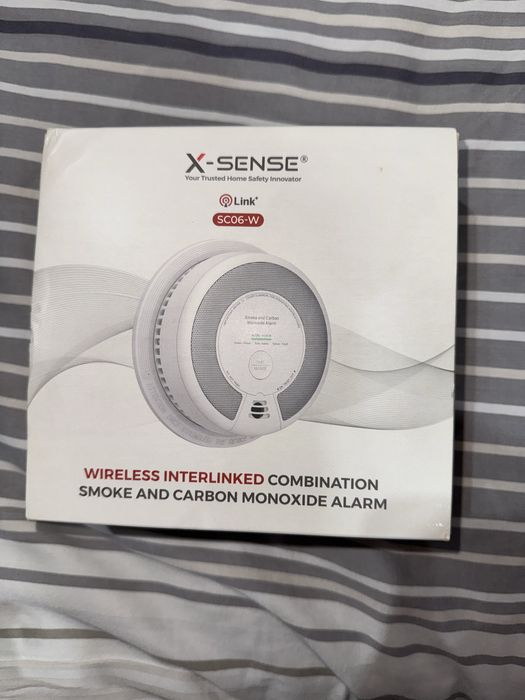 X-SENSE®
Your Trusted Home Safety Innovator
Link+
SC06-W
Smoke and Carbon
Monoxide Alarm
WIRELESS INTERLINKED COMBINATION
SMOKE AND CARBON MONOXIDE ALARM